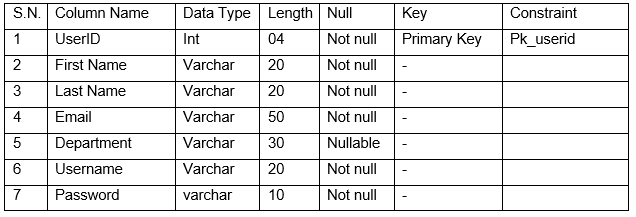 S.N. Column Name Data Type Length Null Key Constraint
1 UserID Int 04 Not null Primary Key Pk_userid
2 First Name Varchar 20 Not null -
3 Last Name Varchar 20 Not null -
4 Email Varchar 50 Not null -
5 Department Varchar 30 Nullable -
6 Username Varchar 20 Not null -
7 Password varchar 10 Not null -